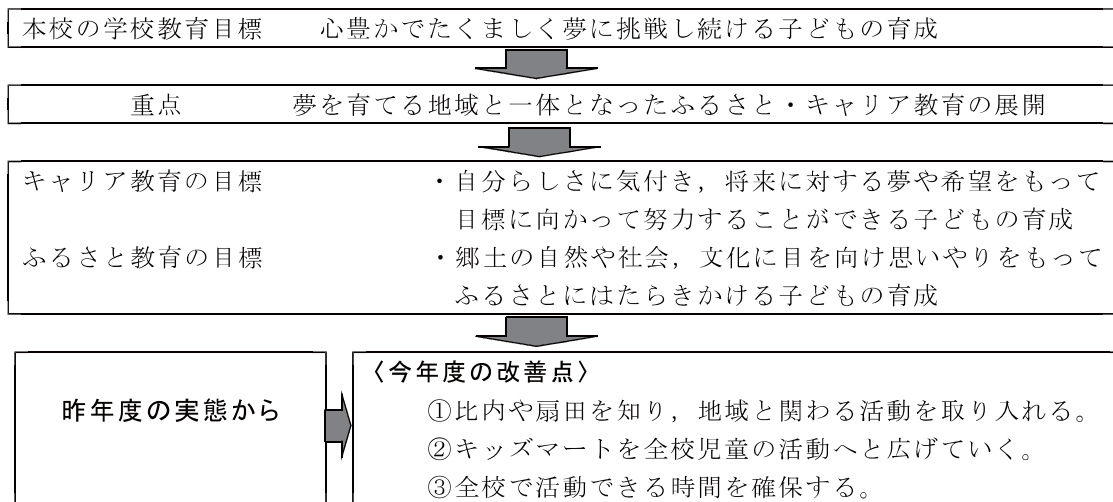 本校の学校教育目標　　心豊かでたくましく夢に挑戦し続ける子どもの育成
重点　　夢を育てる地域と一体となったふるさと・キャリア教育の展開
キャリア教育の目標　　・自分らしさに気付き，将来に対する夢や希望をもって
目標に向かって努力することができる子どもの育成
ふるさと教育の目標　　・郷土の自然や社会，文化に目を向け思いやりをもって
ふるさとにはたらきかける子どもの育成
昨年度の実態から
〈今年度の改善点〉
①比内や扇田を知り，地域と関わる活動を取り入れる。
②キッズマートを全校児童の活動へと広げていく。
③全校で活動できる時間を確保する。